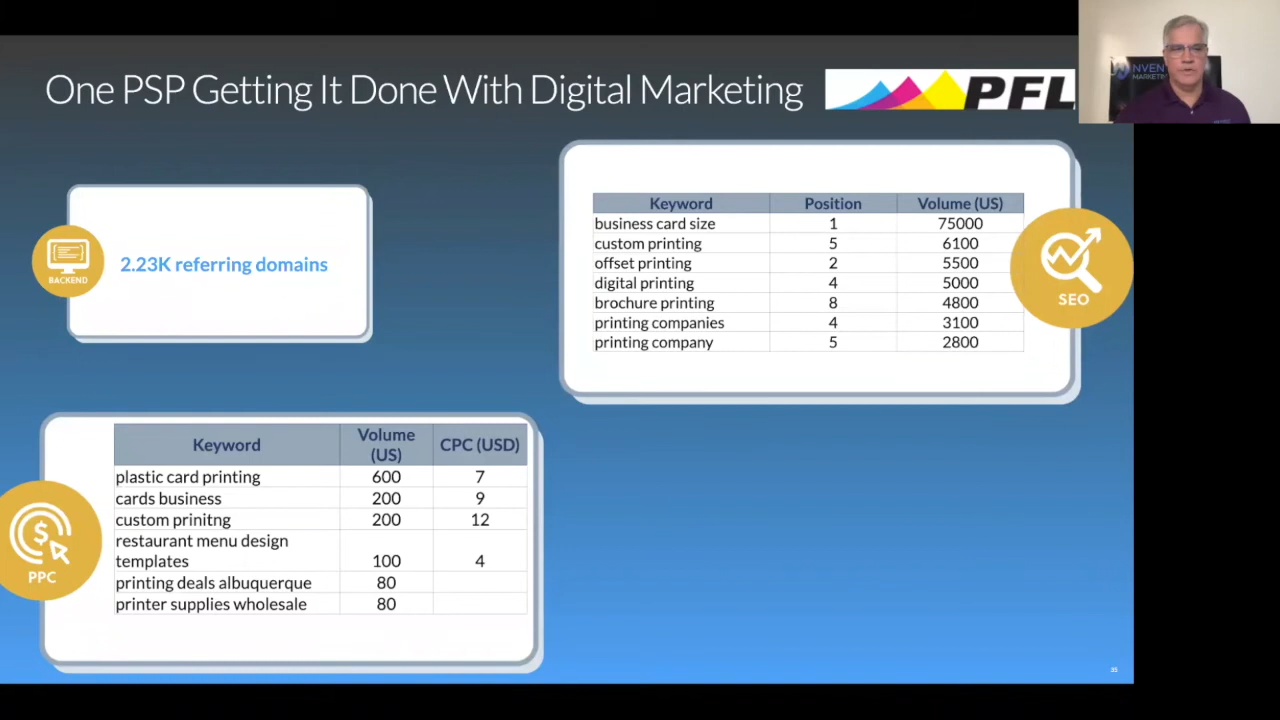 One PSP Getting It Done With Digital Marketing
PFL
NVEN
MARKETIN
2.23K referring domains
BACKEND
Keyword Position Volume (US)
business card size 1 75000
custom printing 5 6100
offset printing 2 5500
digital printing 4 5000
brochure printing 8 4800
printing companies 4 3100
printing company 5 2800
SEO
Keyword Volume (US) CPC (USD)
plastic card printing 600 7
cards business 200 9
custom prinitng 200 12
restaurant menu design
templates 100 4
printing deals albuquerque 80
printer supplies wholesale 80
PPC
35